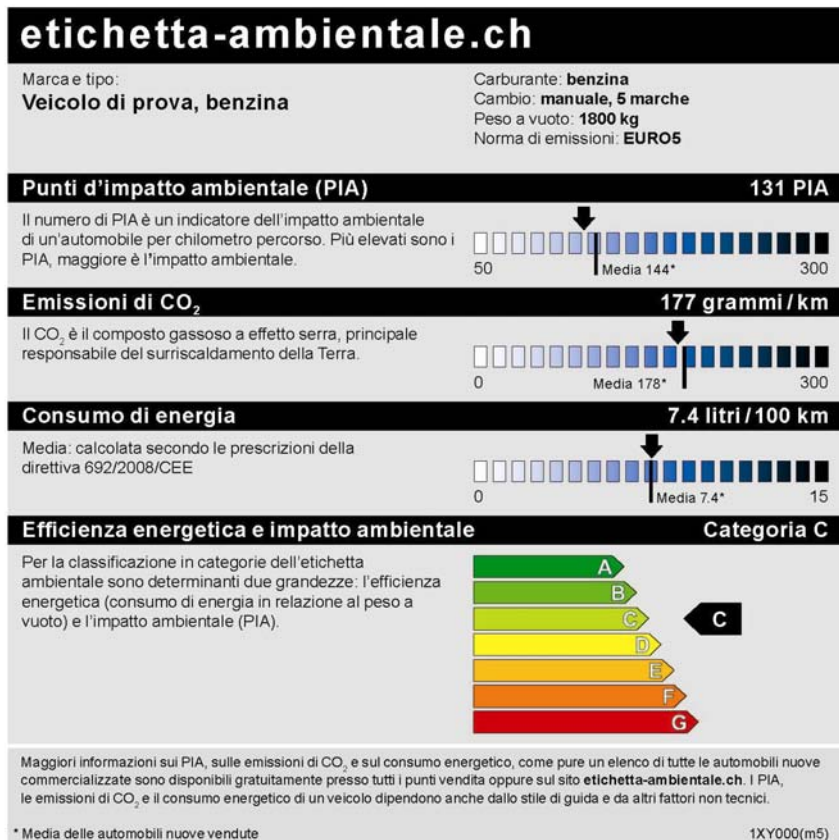 etichetta-ambientale.ch
Marca e tipo:
Veicolo di prova, benzina
Carburante: benzina
Cambio: manuale, 5 marche
Peso a vuoto: 1800 kg
Norma di emissioni: EURO5
Punti d'impatto ambientale (PIA) 131 PIA
Il numero di PIA è un indicatore dell'impatto ambientale
di un'automobile per chilometro percorso. Più elevati sono i
PIA, maggiore è l'impatto ambientale.
50 Media 144* 300
Emissioni di CO₂ 177 grammi/km
Il CO₂ è il composto gassoso a effetto serra, principale
responsabile del surriscaldamento della Terra.
0 Media 178* 300
Consumo di energia 7.4 litri/100 km
Media: calcolata secondo le prescrizioni della
direttiva 692/2008/CEE
0 Media 7.4* 15
Efficienza energetica e impatto ambientale Categoria C
Per la classificazione in categorie dell'etichetta
ambientale sono determinanti due grandezze: l'efficienza
energetica (consumo di energia in relazione al peso a
vuoto) e l'impatto ambientale (PIA).
A
B
C
C
D
E
F
G
Maggiori informazioni sui PIA, sulle emissioni di CO₂ e sul consumo energetico, come pure un elenco di tutte le automobili nuove
commercializzate sono disponibili gratuitamente presso tutti i punti vendita oppure sul sito etichetta-ambientale.ch. I PIA,
le emissioni di CO₂ e il consumo energetico di un veicolo dipendono anche dallo stile di guida e da altri fattori non tecnici.
* Media delle automobili nuove vendute 1XY000(m5)